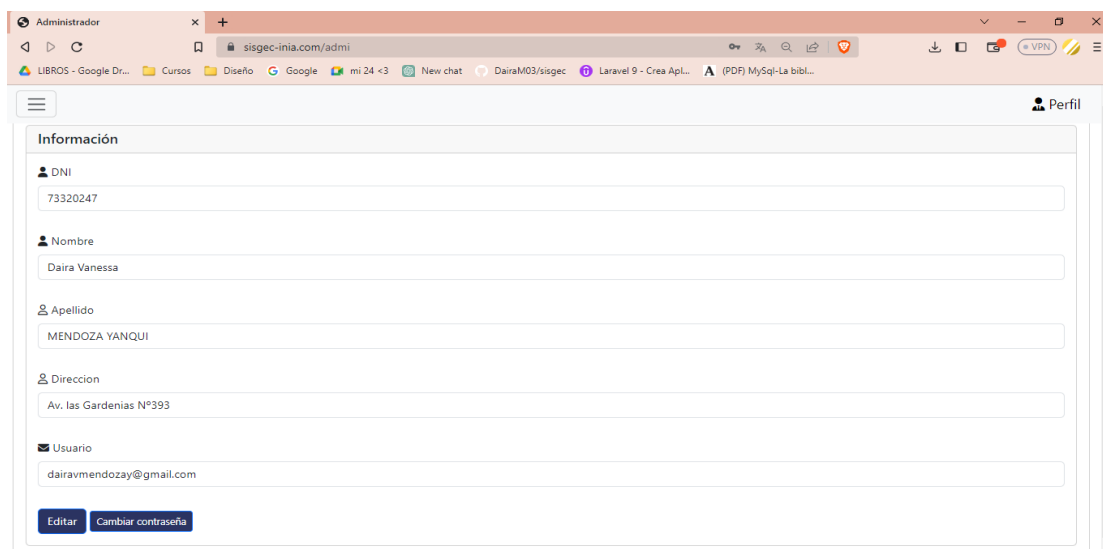 Administrador
sisgec-inia.com/admi
VPN
LIBROS - Google Dr... Cursos Diseño Google mi 24 <3 New chat DairaM03/sisgec Laravel 9 - Crea Apl... (PDF) MySql-La bibl...
Perfil
Información
DNI
73320247
Nombre
Daira Vanessa
Apellido
MENDOZA YANQUI
Direccion
Av. las Gardenias Nº393
Usuario
dairavmendozay@gmail.com
Editar Cambiar contraseña